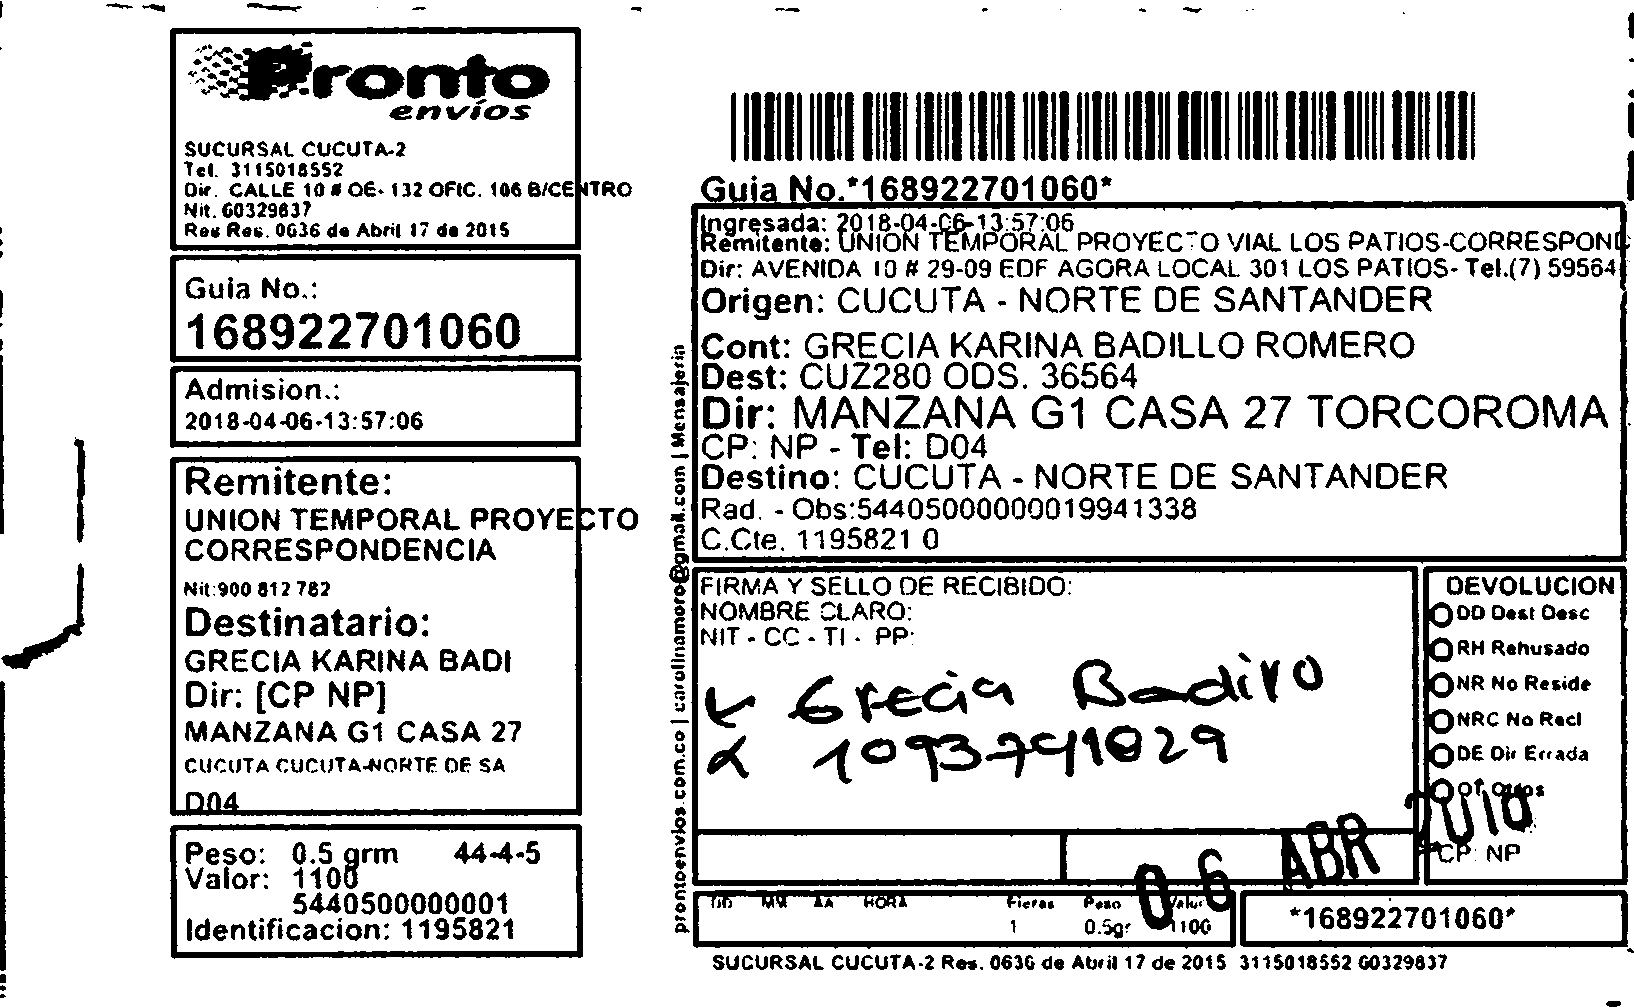 Pronto
envíos
SUCURSAL CUCUTA-2
Tel. 3115018552
Dir. CALLE 10 # OE- 132 OFIC. 106 B/CENTRO
Nit. 60329837
Res Res. 0636 de Abril 17 de 2015
Guia No.:
168922701060
Admision.:
2018-04-06-13:57:06
Remitente:
UNION TEMPORAL PROYECTO
CORRESPONDENCIA
Nit:900 812 782
Destinatario:
GRECIA KARINA BADI
Dir: [CP NP]
MANZANA G1 CASA 27
CUCUTA CUCUTA-NORTE DE SA
D04
Peso: 0.5 grm 44-4-5
Valor: 1100
5440500000001
Identificacion: 1195821
prontoenvios.com.co | carolinamoro@gmail.com | Mensajeria
Guia No.*168922701060*
Ingresada: 2018-04-06-13:57:06
Remitente: UNION TEMPORAL PROYECTO VIAL LOS PATIOS-CORRESPOND
Dir: AVENIDA 10 # 29-09 EDF AGORA LOCAL 301 LOS PATIOS- Tel.(7) 59564
Origen: CUCUTA - NORTE DE SANTANDER
Cont: GRECIA KARINA BADILLO ROMERO
Dest: CUZ280 ODS. 36564
Dir: MANZANA G1 CASA 27 TORCOROMA
CP: NP - Tel: D04
Destino: CUCUTA - NORTE DE SANTANDER
Rad. - Obs:544050000000019941338
C.Cte. 1195821 0
FIRMA Y SELLO DE RECIBIDO:
NOMBRE CLARO:
NIT - CC - TI - PP:
Grecia Badillo
DEVOLUCION
DD Dest Desc
RH Rehusado
NR No Reside
NRC No Recl
DE Dir Errada
OT Otros
CP: NP
06 ABR 2018
DD MM AA HORA Piezas Peso Valor
1 0.5gr 1100
*168922701060*
SUCURSAL CUCUTA-2 Res. 0636 de Abril 17 de 2015 3115018552 60329837